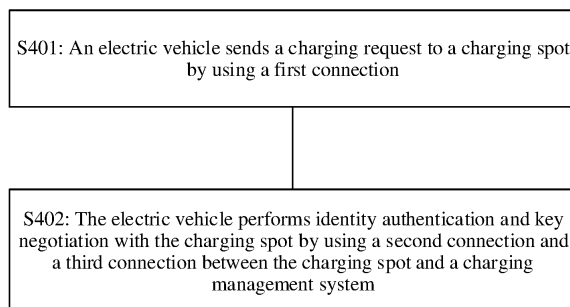 S401: An electric vehicle sends a charging request to a charging spot
by using a first connection
S402: The electric vehicle performs identity authentication and key
negotiation with the charging spot by using a second connection and
a third connection between the charging spot and a charging
management system